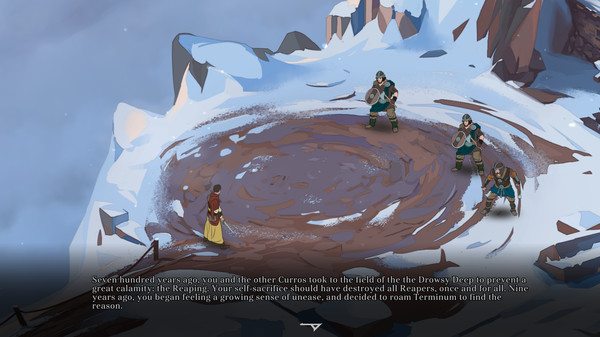 Seven hundred years ago, you and the other Curros took to the field of the the Drowsy Deep to prevent a
great calamity: the Reaping. Your self-sacrifice should have destroyed all Reapers, once and for all. Nine
years ago, you began feeling a growing sense of unease, and decided to roam Terminum to find the
reason.